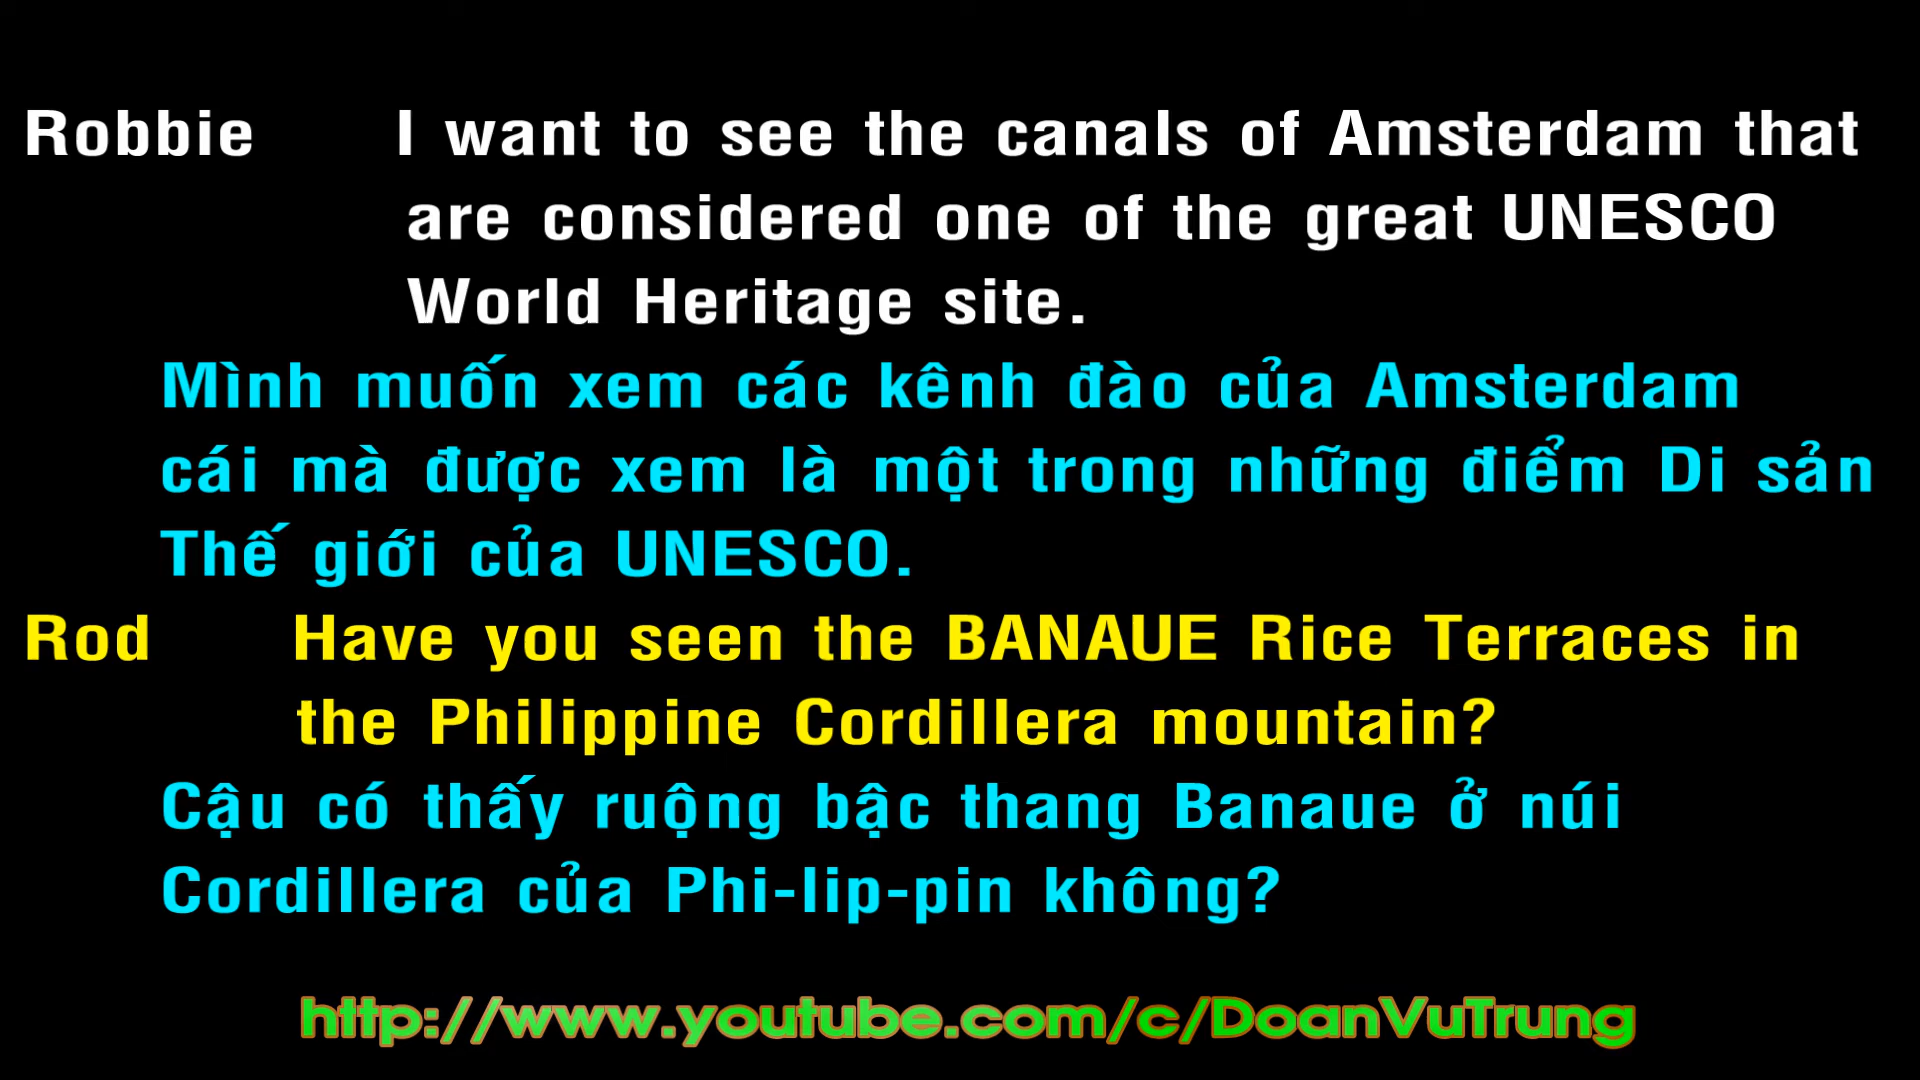 Robbie I want to see the canals of Amsterdam that
are considered one of the great UNESCO
World Heritage site.
Mình muốn xem các kênh đào của Amsterdam
cái mà được xem là một trong những điểm Di sản
Thế giới của UNESCO.
Rod Have you seen the BANAUE Rice Terraces in
the Philippine Cordillera mountain?
Cậu có thấy ruộng bậc thang Banaue ở núi
Cordillera của Phi-lip-pin không?
http://www.youtube.com/c/DoanVuTrung